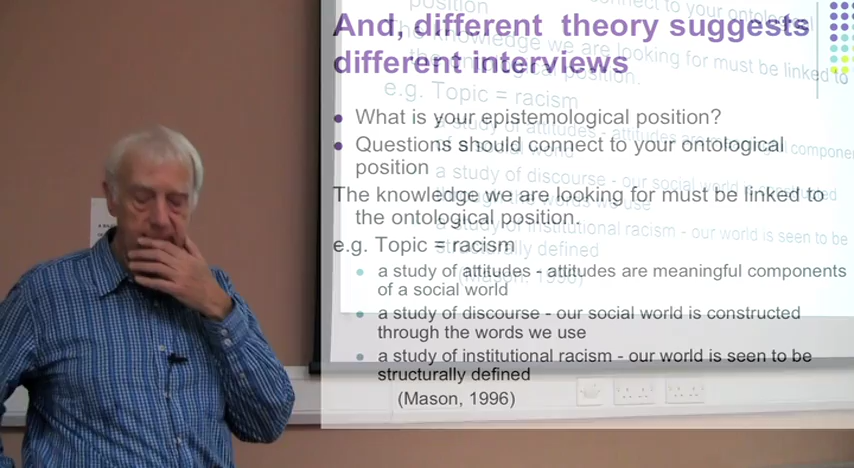 And, different theory suggests
different interviews
What is your epistemological position?
Questions should connect to your ontological
position
The knowledge we are looking for must be linked to
the ontological position.
e.g. Topic = racism
a study of attitudes - attitudes are meaningful components
of a social world
a study of discourse - our social world is constructed
through the words we use
a study of institutional racism - our world is seen to be
structurally defined
(Mason, 1996)